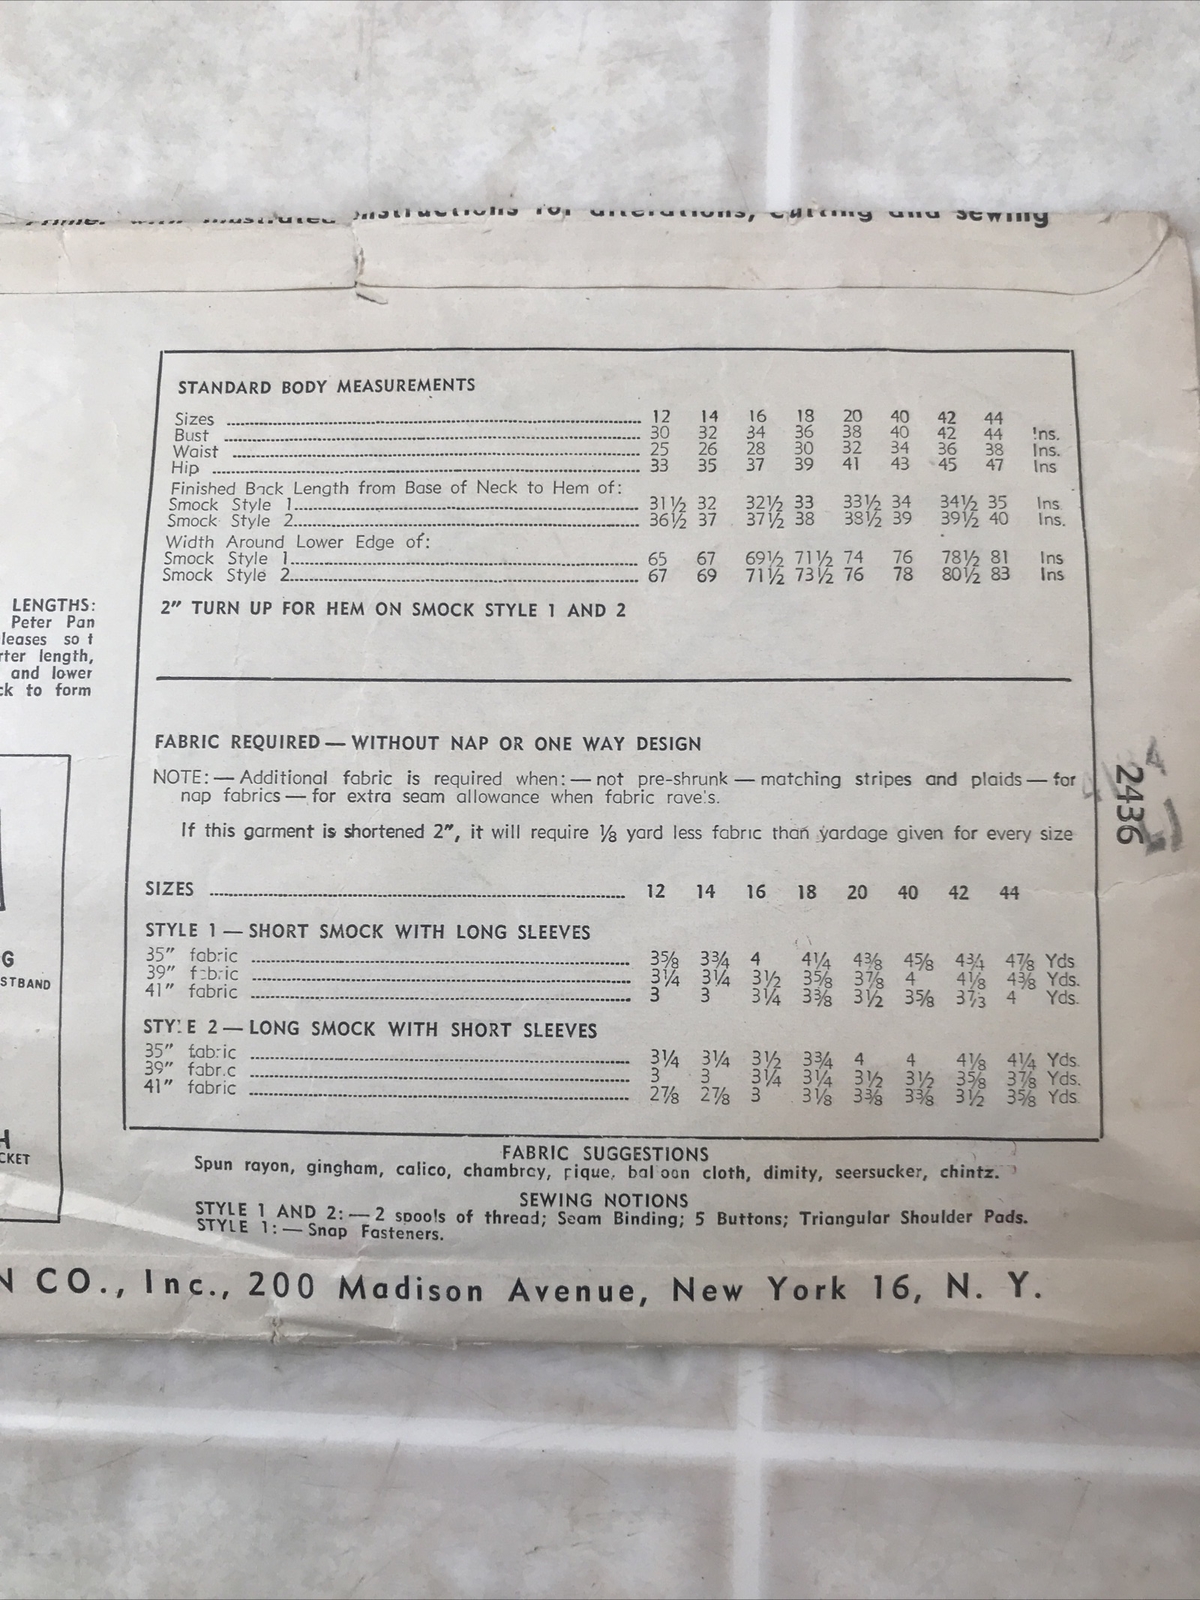 instructions for alterations, cutting and sewing
STANDARD BODY MEASUREMENTS
Sizes 12 14 16 18 20 40 42 44
Bust 30 32 34 36 38 40 42 44 Ins.
Waist 25 26 28 30 32 34 36 38 Ins.
Hip 33 35 37 39 41 43 45 47 Ins
Finished Back Length from Base of Neck to Hem of:
Smock Style 1 31½ 32 32½ 33 33½ 34 34½ 35 Ins
Smock Style 2 36½ 37 37½ 38 38½ 39 39½ 40 Ins.
Width Around Lower Edge of:
Smock Style 1 65 67 69½ 71½ 74 76 78½ 81 Ins
Smock Style 2 67 69 71½ 73½ 76 78 80½ 83 Ins
2" TURN UP FOR HEM ON SMOCK STYLE 1 AND 2
LENGTHS:
Peter Pan
leases so t
rter length,
and lower
ck to form
FABRIC REQUIRED — WITHOUT NAP OR ONE WAY DESIGN
NOTE: — Additional fabric is required when: — not pre-shrunk — matching stripes and plaids — for
nap fabrics — for extra seam allowance when fabric rave's.
If this garment is shortened 2", it will require ⅛ yard less fabric than yardage given for every size
2436
SIZES 12 14 16 18 20 40 42 44
STYLE 1 — SHORT SMOCK WITH LONG SLEEVES
35" fabric 3⅝ 3¾ 4 4¼ 4⅜ 4⅝ 4¾ 4⅞ Yds
39" fabric 3¼ 3¼ 3½ 3⅝ 3⅞ 4 4⅛ 4⅜ Yds.
41" fabric 3 3 3¼ 3⅜ 3½ 3⅝ 3⅞ 4 Yds.
STYLE 2 — LONG SMOCK WITH SHORT SLEEVES
35" fabric 3¼ 3¼ 3½ 3¾ 4 4 4⅛ 4¼ Yds.
39" fabric 3 3 3¼ 3¼ 3½ 3½ 3⅝ 3⅞ Yds.
41" fabric 2⅞ 2⅞ 3 3⅛ 3⅜ 3⅜ 3½ 3⅝ Yds
G
STBAND
H
CKET
FABRIC SUGGESTIONS
Spun rayon, gingham, calico, chambray, pique, balloon cloth, dimity, seersucker, chintz.
SEWING NOTIONS
STYLE 1 AND 2: — 2 spools of thread; Seam Binding; 5 Buttons; Triangular Shoulder Pads.
STYLE 1: — Snap Fasteners.
N CO., Inc., 200 Madison Avenue, New York 16, N. Y.